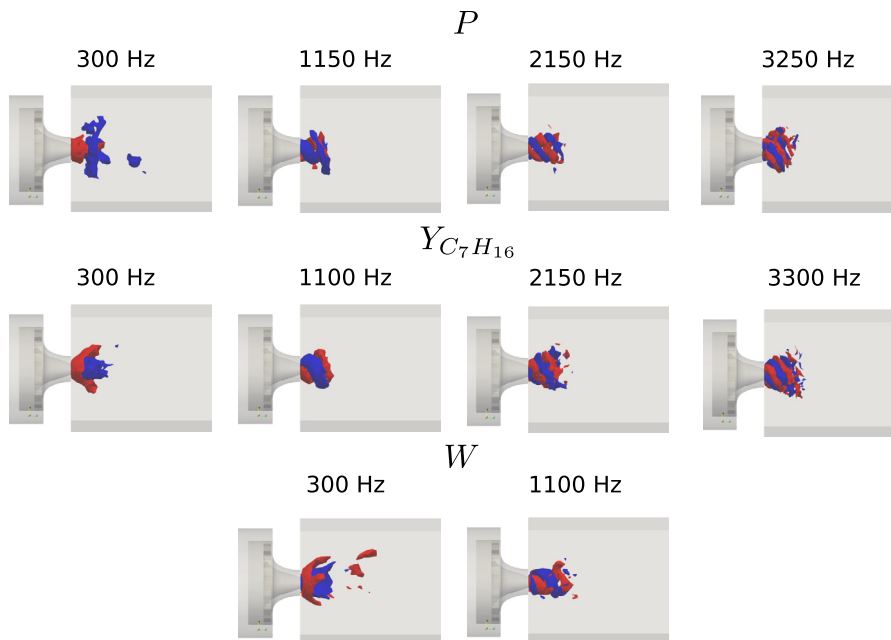 P
300 Hz 1150 Hz 2150 Hz 3250 Hz
Y_{C_7H_{16}}
300 Hz 1100 Hz 2150 Hz 3300 Hz
W
300 Hz 1100 Hz